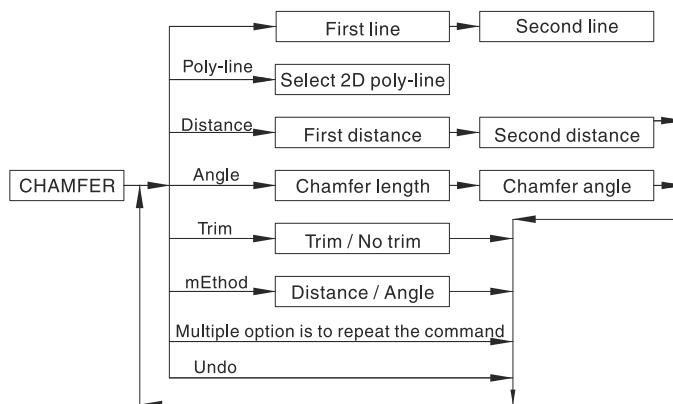 First line
Second line
Poly-line
Select 2D poly-line
Distance
First distance
Second distance
CHAMFER
Angle
Chamfer length
Chamfer angle
Trim
Trim / No trim
mEthod
Distance / Angle
Multiple option is to repeat the command
Undo